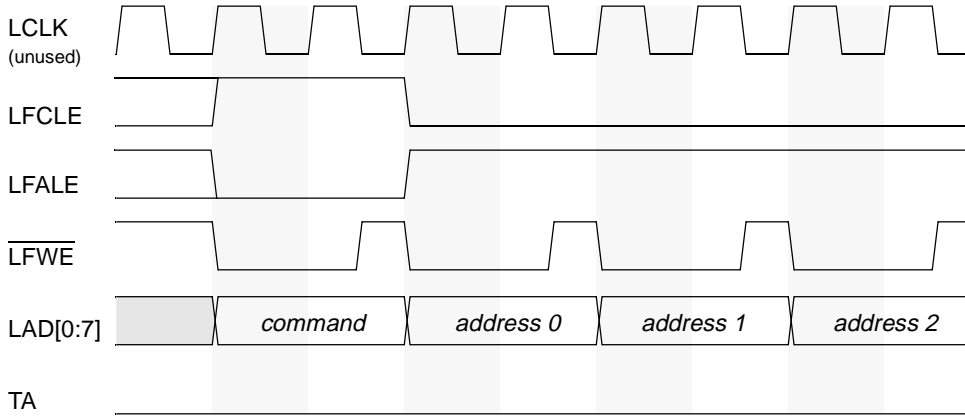 LCLK
(unused)
LFCLE
LFALE
LFWE
LAD[0:7] command address 0 address 1 address 2
TA